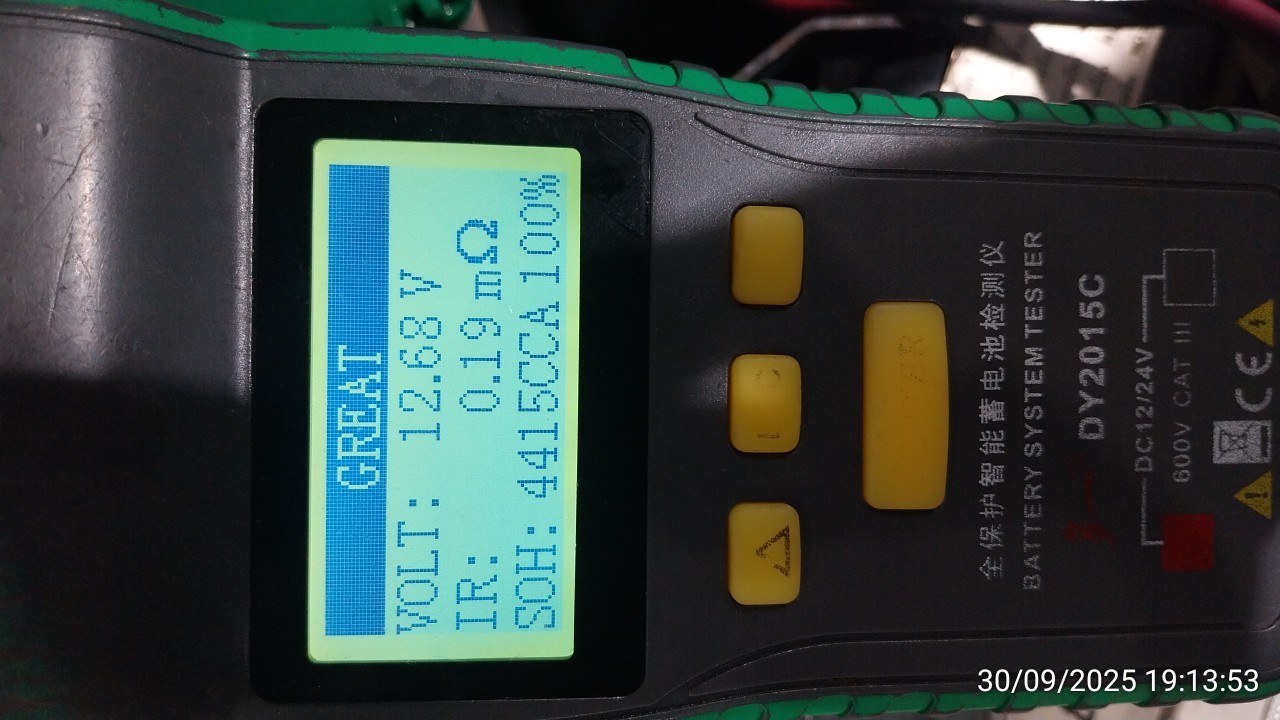 GREAT
VOLT: 12.68 V
IR: 0.19 mΩ
SOH: 4415CCA 100%
全保护智能蓄电池检测仪
BATTERY SYSTEM TESTER
DY2015C
DC12/24V
600V CAT III
CE
30/09/2025 19:13:53